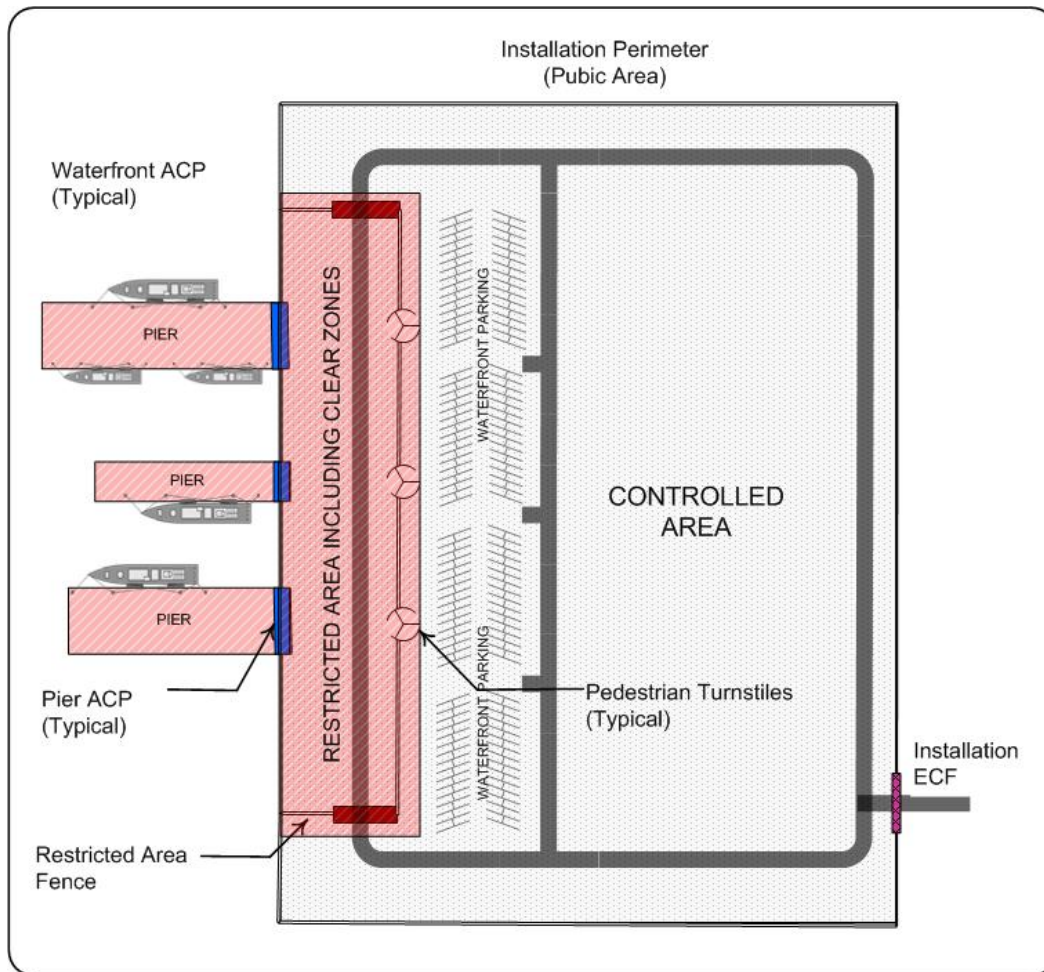 Installation Perimeter
(Pubic Area)
Waterfront ACP
(Typical)
PIER
PIER
PIER
RESTRICTED AREA INCLUDING CLEAR ZONES
WATERFRONT PARKING
WATERFRONT PARKING
CONTROLLED
AREA
Pier ACP
(Typical)
Pedestrian Turnstiles
(Typical)
Installation
ECF
Restricted Area
Fence